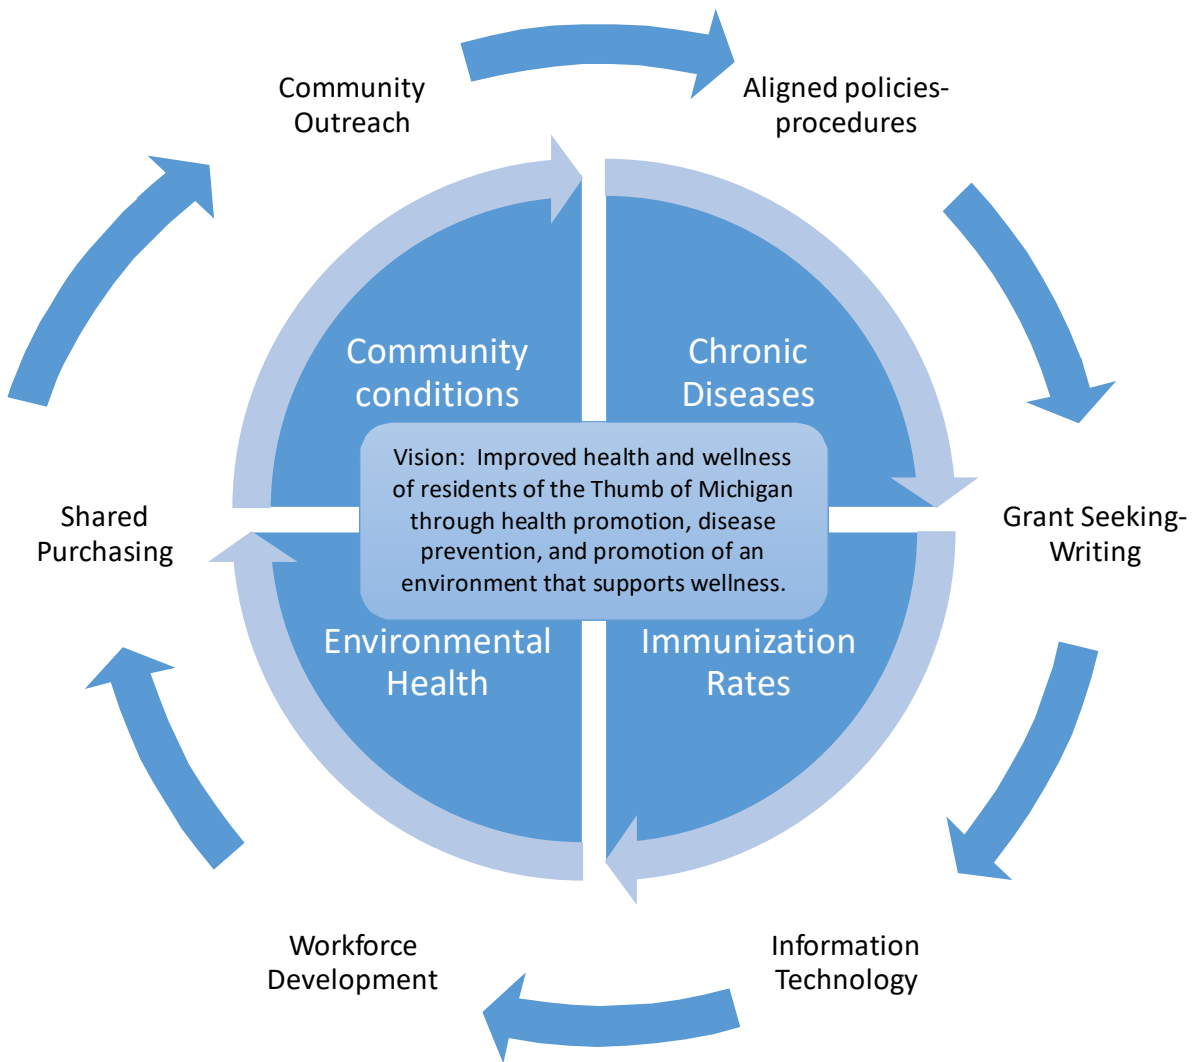 Community
Outreach
Aligned policies-
procedures
Community
conditions
Chronic
Diseases
Vision:  Improved health and wellness
of residents of the Thumb of Michigan
through health promotion, disease
prevention, and promotion of an
environment that supports wellness.
Shared
Purchasing
Grant Seeking-
Writing
Environmental
Health
Immunization
Rates
Workforce
Development
Information
Technology